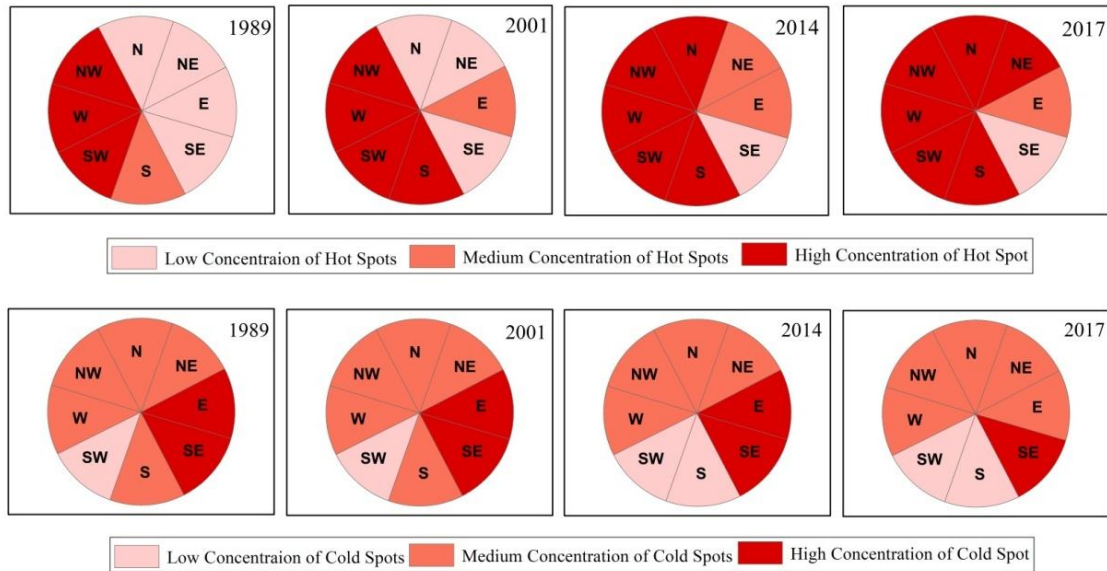 1989
N
NE
E
SE
S
SW
W
NW
2001
N
NE
E
SE
S
SW
W
NW
2014
N
NE
E
SE
S
SW
W
NW
2017
N
NE
E
SE
S
SW
W
NW
Low Concentraion of Hot Spots
Medium Concentration of Hot Spots
High Concentration of Hot Spot
1989
N
NE
E
SE
S
SW
W
NW
2001
N
NE
E
SE
S
SW
W
NW
2014
N
NE
E
SE
S
SW
W
NW
2017
N
NE
E
SE
S
SW
W
NW
Low Concentraion of Cold Spots
Medium Concentration of Cold Spots
High Concentration of Cold Spot